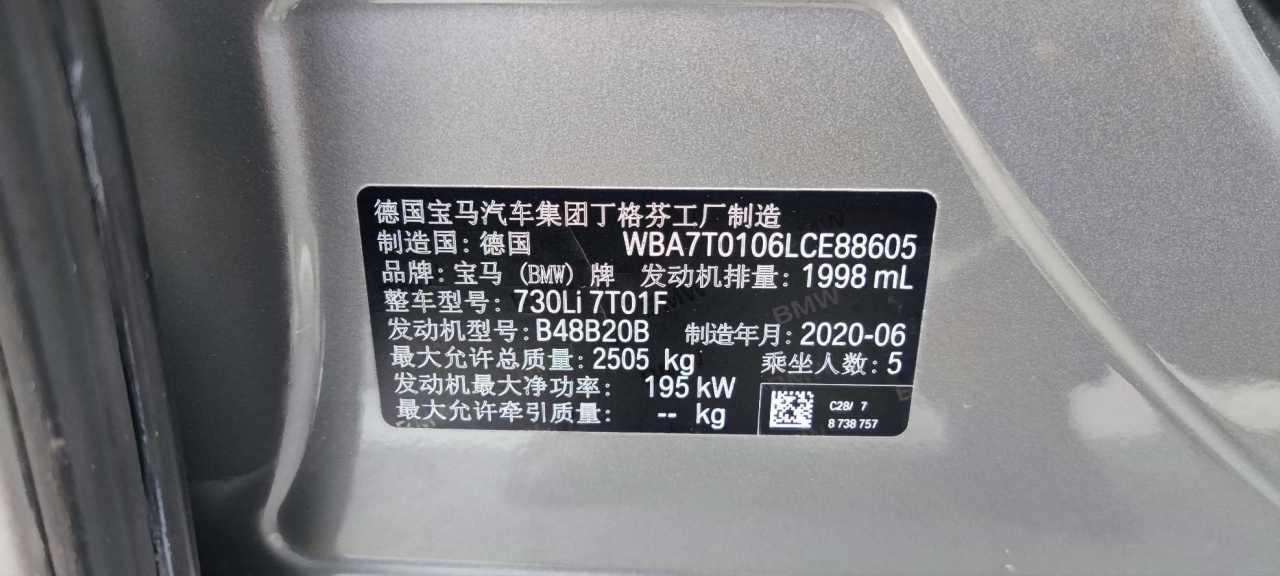 德国宝马汽车集团丁格芬工厂制造
制造国: 德国 WBA7T0106LCE88605
品牌: 宝马 (BMW) 牌 发动机排量: 1998 mL
整车型号: 730Li 7T01F
发动机型号: B48B20B 制造年月: 2020-06
最大允许总质量: 2505 kg 乘坐人数: 5
发动机最大净功率: 195 kW
最大允许牵引质量: -- kg
C28/ 7
8 738 757
BMW